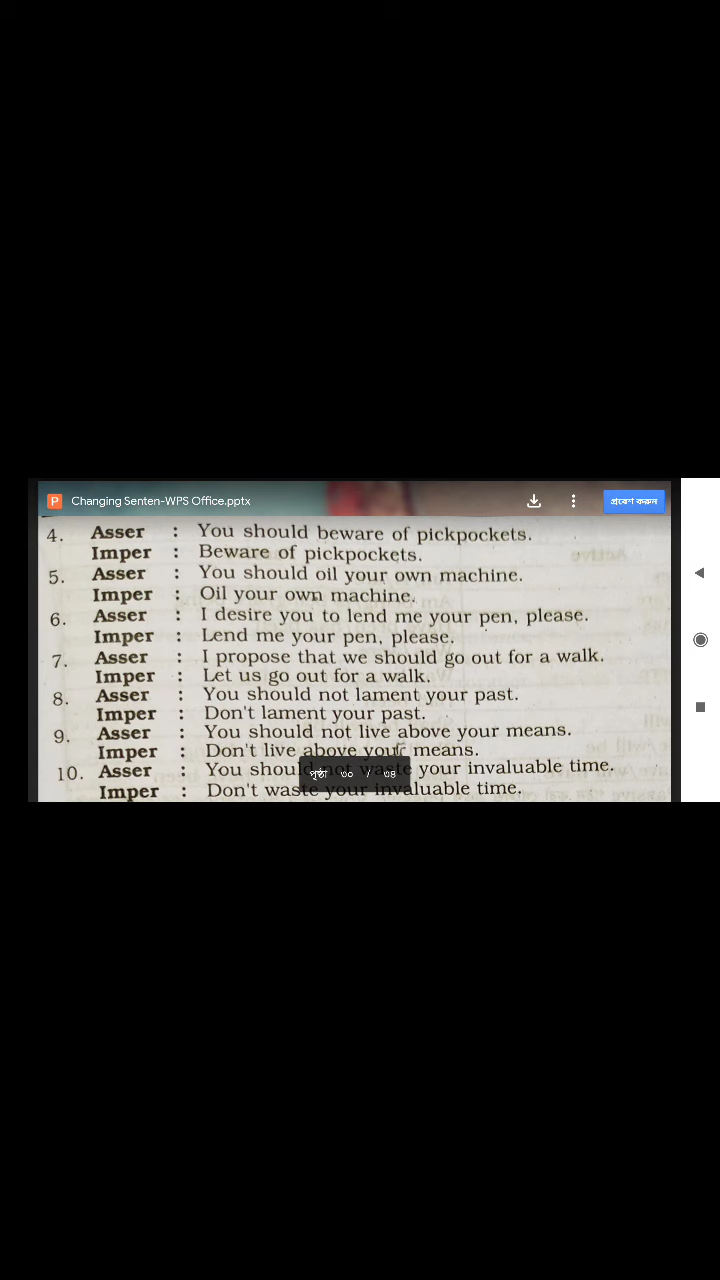 Changing Senten-WPS Office.pptx
প্রবেশ করুন
4. Asser : You should beware of pickpockets.
Imper : Beware of pickpockets.
5. Asser : You should oil your own machine.
Imper : Oil your own machine.
6. Asser : I desire you to lend me your pen, please.
Imper : Lend me your pen, please.
7. Asser : I propose that we should go out for a walk.
Imper : Let us go out for a walk.
8. Asser : You should not lament your past.
Imper : Don't lament your past.
9. Asser : You should not live above your means.
Imper : Don't live above your means.
10. Asser : You should not waste your invaluable time.
Imper : Don't waste your invaluable time.
পৃষ্ঠা ৩০ / ৩৪